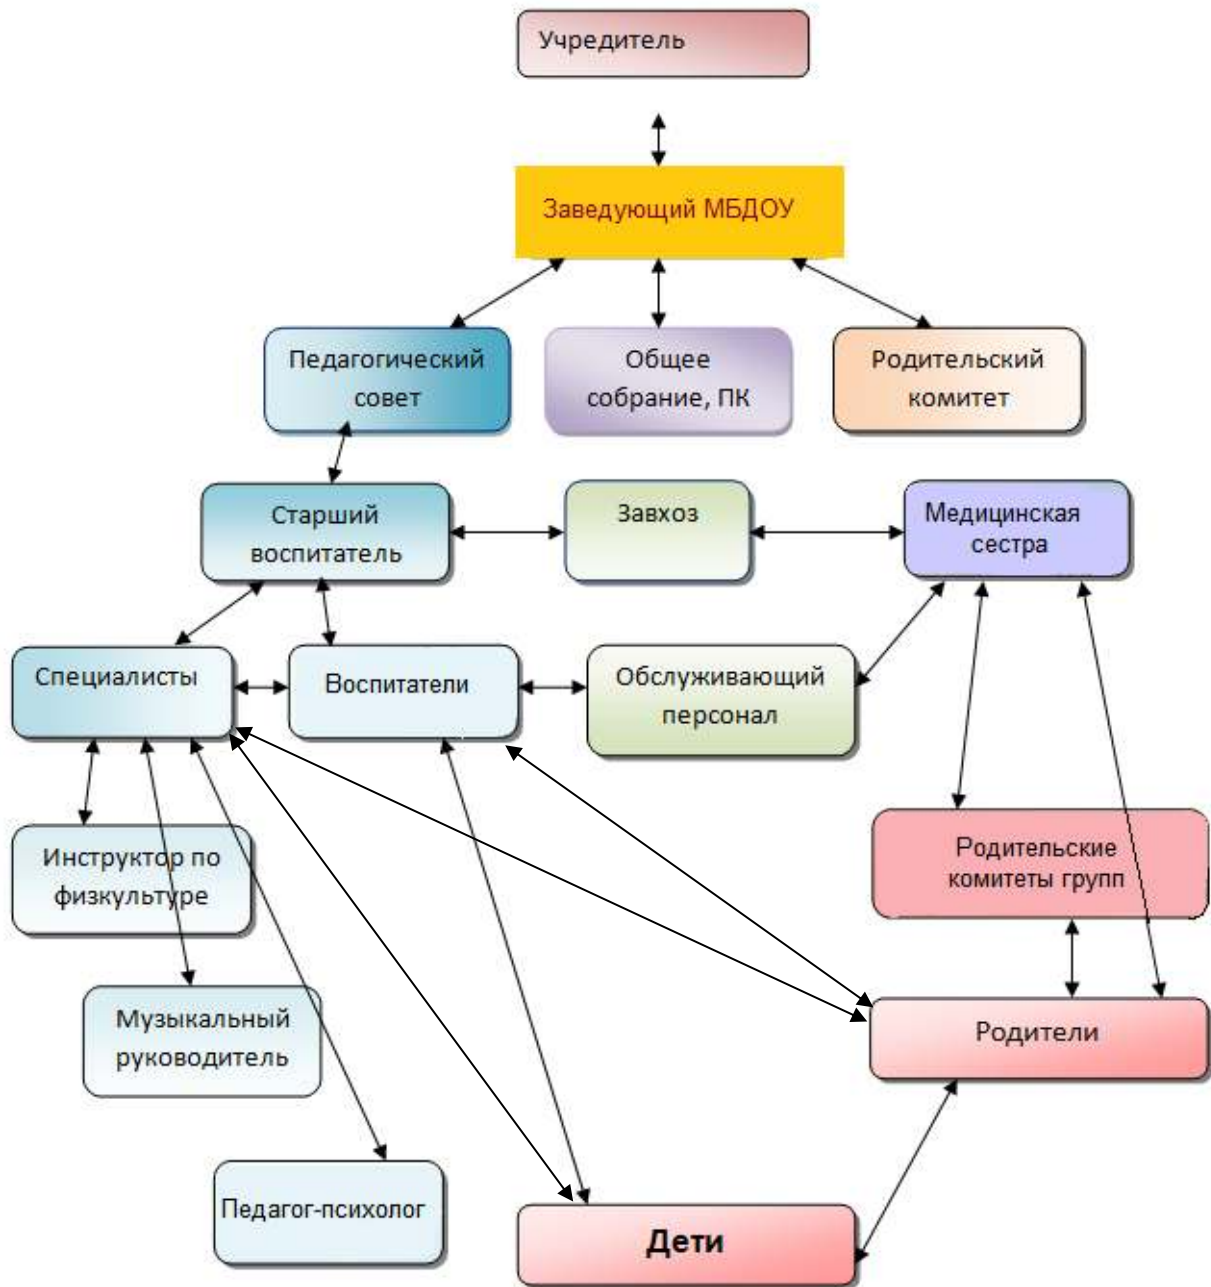 Учредитель
Заведующий МБДОУ
Педагогический
совет
Общее
собрание, ПК
Родительский
комитет
Старший
воспитатель
Завхоз
Медицинская
сестра
Специалисты
Воспитатели
Обслуживающий
персонал
Инструктор по
физкультуре
Родительские
комитеты групп
Музыкальный
руководитель
Родители
Педагог-психолог
Дети